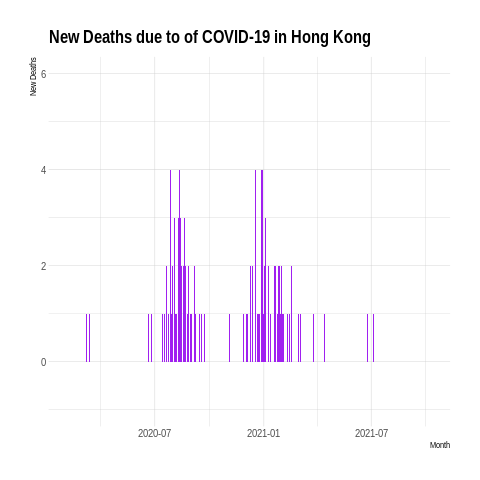 New Deaths due to of COVID-19 in Hong Kong
New Deaths
6
4
2
0
2020-07
2021-01
2021-07
Month